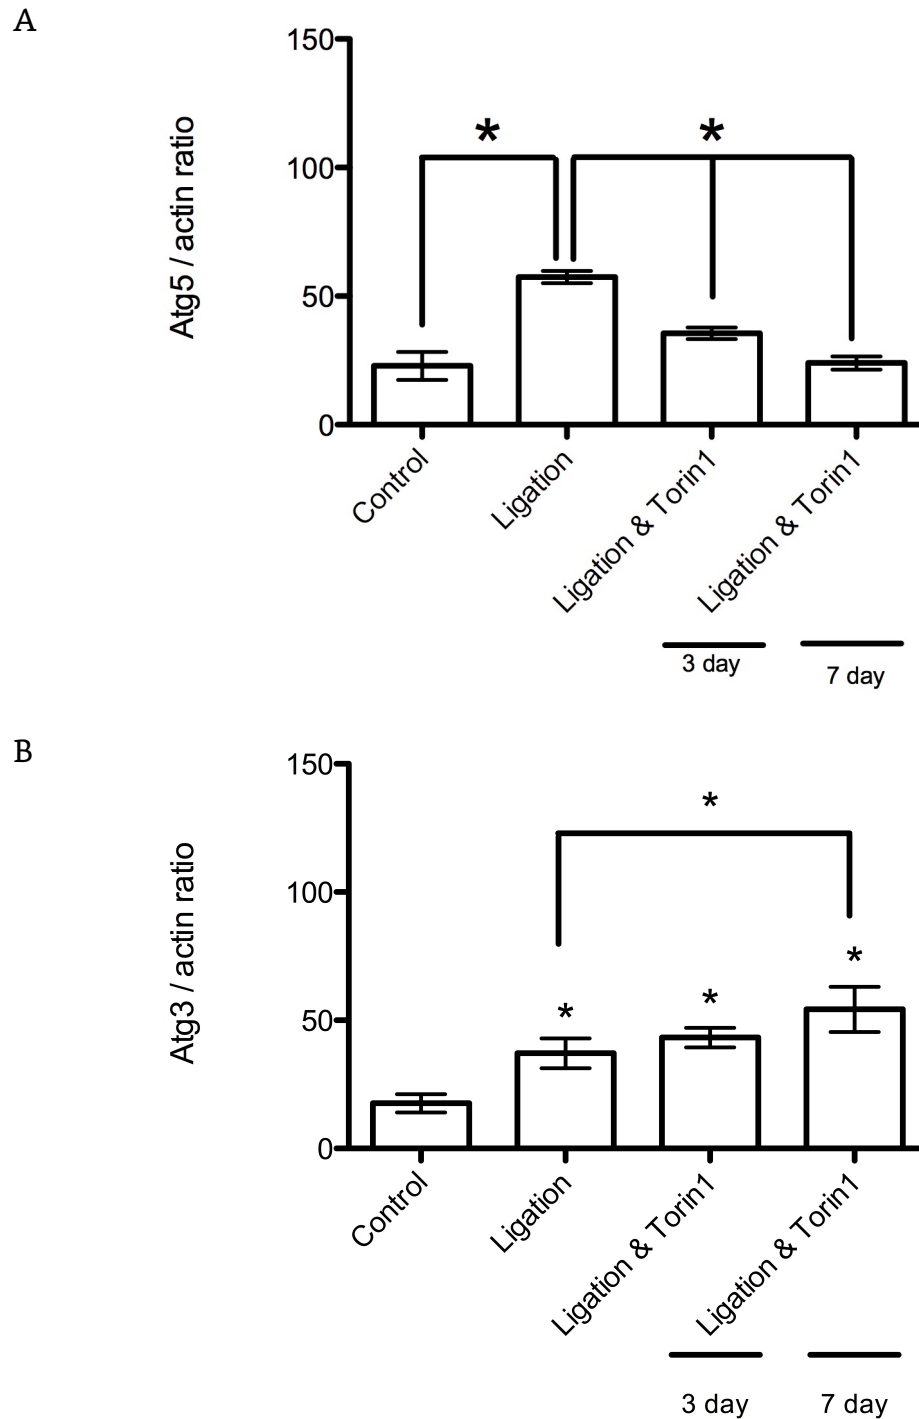 A
150
100
50
0
Atg5 / actin ratio
* *
Control
Ligation
Ligation & Torin1
Ligation & Torin1
3 day
7 day
B
150
100
50
0
Atg3 / actin ratio
*
* * *
Control
Ligation
Ligation & Torin1
Ligation & Torin1
3 day
7 day